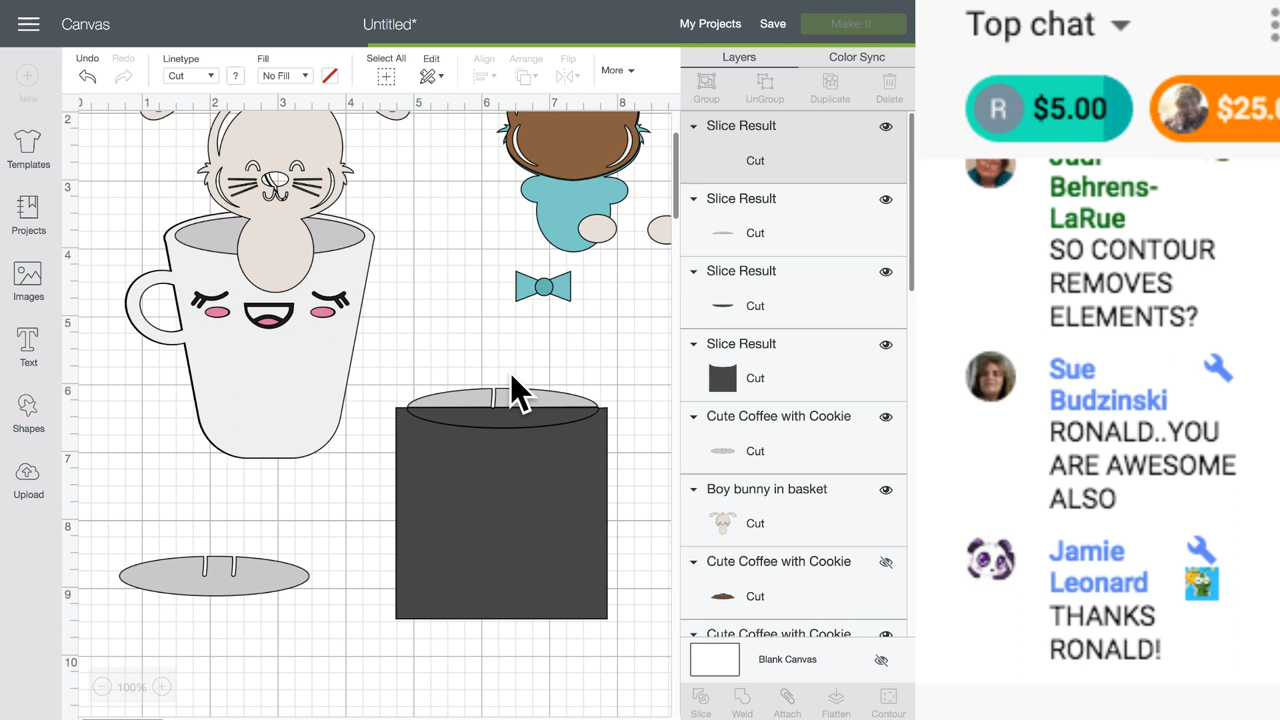 Canvas
Untitled*
My Projects
Save
Make It
New
Templates
Projects
Images
Text
Shapes
Upload
Undo
Redo
Linetype
Cut
?
Fill
No Fill
Select All
Edit
Align
Arrange
Flip
More
0 1 2 3 4 5 6 7 8
2
3
4
5
6
7
8
9
10
100%
Layers
Color Sync
Group
UnGroup
Duplicate
Delete
Slice Result
Cut
Slice Result
Cut
Slice Result
Cut
Slice Result
Cut
Cute Coffee with Cookie
Cut
Boy bunny in basket
Cut
Cute Coffee with Cookie
Cut
Cute Coffee with Cookie
Blank Canvas
Slice
Weld
Attach
Flatten
Contour
Top chat
R $5.00
$25.0
Behrens-
LaRue
SO CONTOUR
REMOVES
ELEMENTS?
Sue
Budzinski
RONALD..YOU
ARE AWESOME
ALSO
Jamie
Leonard
THANKS
RONALD!